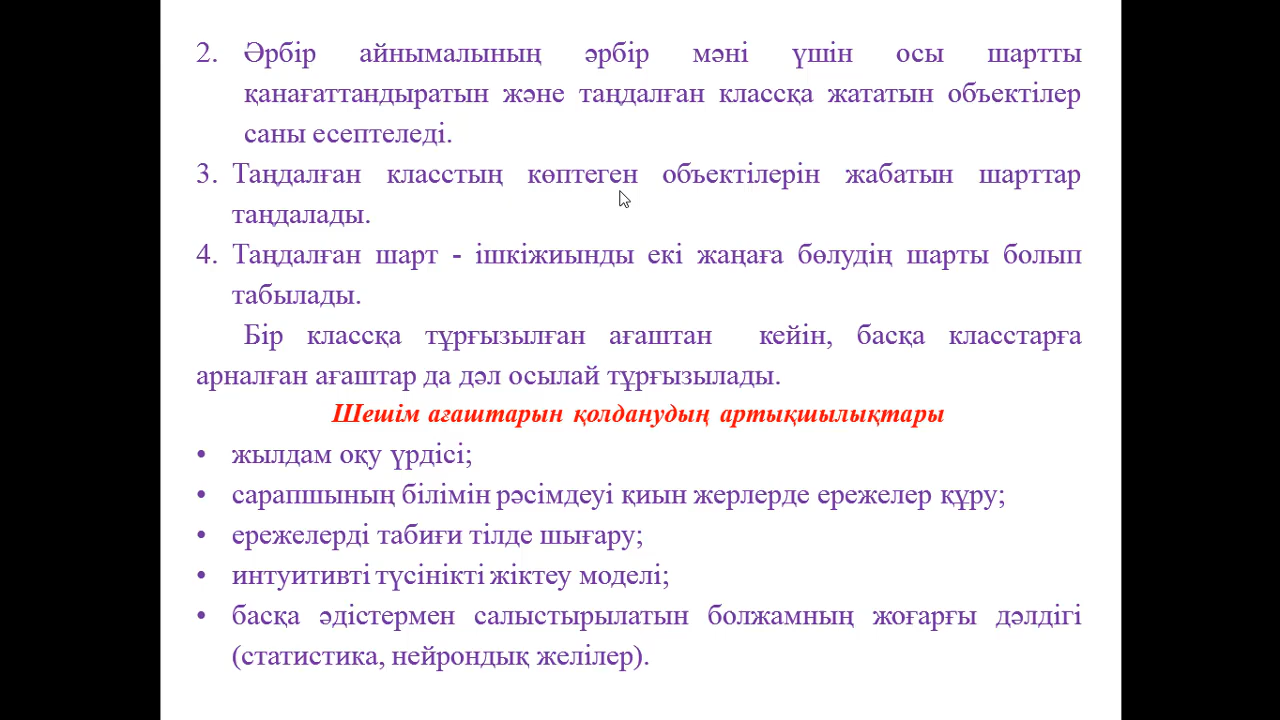 2. Әрбір айнымалының әрбір мәні үшін осы шартты
қанағаттандыратын және таңдалған классқа жататын объектілер
саны есептеледі.
3. Таңдалған класстың көптеген объектілерін жабатын шарттар
таңдалады.
4. Таңдалған шарт - ішкіжиынды екі жаңаға бөлудің шарты болып
табылады.
Бір классқа тұрғызылған ағаштан кейін, басқа класстарға
арналған ағаштар да дәл осылай тұрғызылады.
Шешім ағаштарын қолданудың артықшылықтары
• жылдам оқу үрдісі;
• сарапшының білімін рәсімдеуі қиын жерлерде ережелер құру;
• ережелерді табиғи тілде шығару;
• интуитивті түсінікті жіктеу моделі;
• басқа әдістермен салыстырылатын болжамның жоғарғы дәлдігі
(статистика, нейрондық желілер).